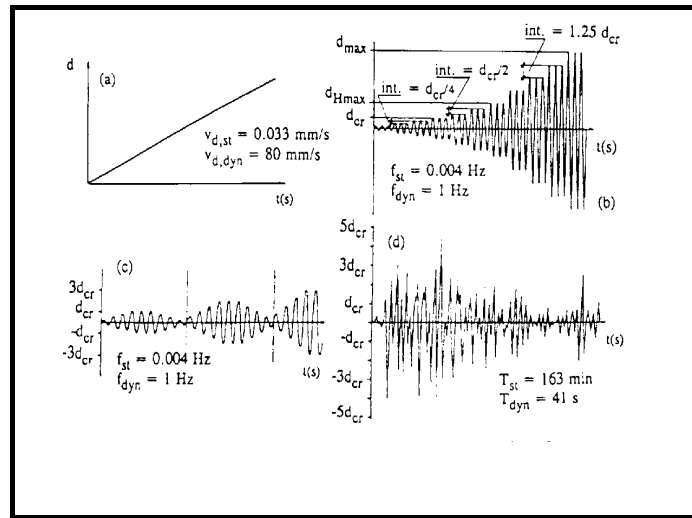 d
(a)
v_d,st = 0.033 mm/s
v_d,dyn = 80 mm/s
t(s)
int. = 1.25 d_cr
d_max
int. = d_cr/2
int. = d_cr/4
d_Hmax
d_cr
t(s)
f_st = 0.004 Hz
f_dyn = 1 Hz
(b)
(c)
3d_cr
d_cr
-d_cr
-3d_cr
t(s)
f_st = 0.004 Hz
f_dyn = 1 Hz
5d_cr
(d)
3d_cr
d_cr
-d_cr
t(s)
-3d_cr
T_st = 163 min
T_dyn = 41 s
-5d_cr